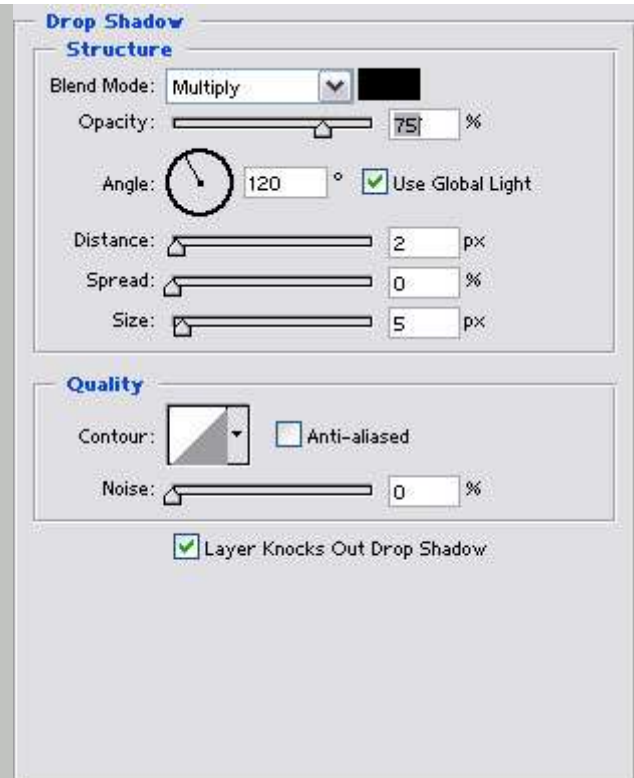 Drop Shadow
Structure
Blend Mode: Multiply
Opacity: 75 %
Angle: 120 ° Use Global Light
Distance: 2 px
Spread: 0 %
Size: 5 px
Quality
Contour: Anti-aliased
Noise: 0 %
Layer Knocks Out Drop Shadow